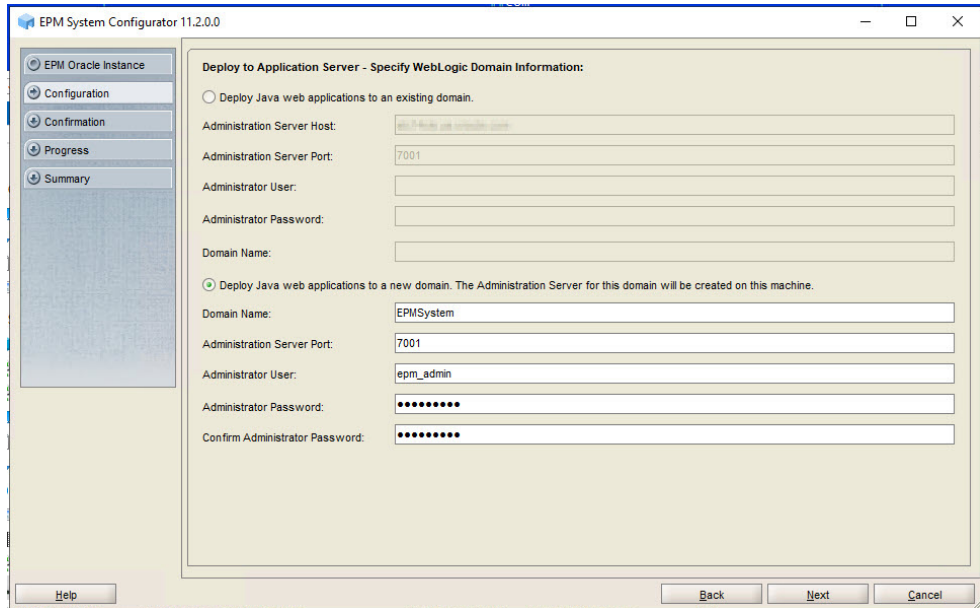 EPM System Configurator 11.2.0.0
EPM Oracle Instance
Configuration
Confirmation
Progress
Summary
Deploy to Application Server - Specify WebLogic Domain Information:
Deploy Java web applications to an existing domain.
Administration Server Host:
Administration Server Port: 7001
Administrator User:
Administrator Password:
Domain Name:
Deploy Java web applications to a new domain. The Administration Server for this domain will be created on this machine.
Domain Name: EPMSystem
Administration Server Port: 7001
Administrator User: epm_admin
Administrator Password: •••••••••
Confirm Administrator Password: •••••••••
Help Back Next Cancel